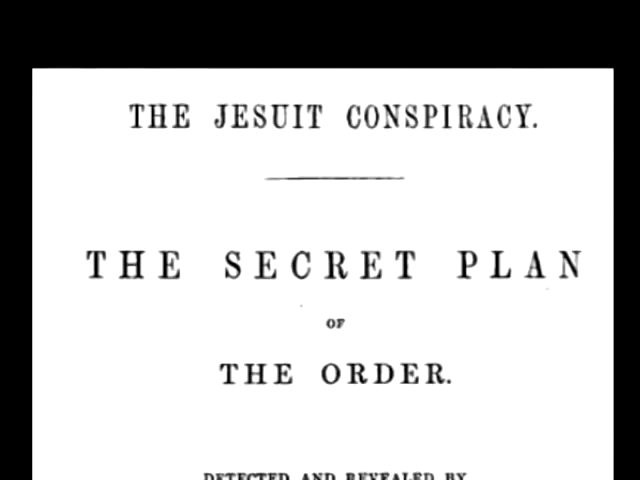 THE JESUIT CONSPIRACY.
THE SECRET PLAN
OF
THE ORDER.
DETECTED AND REVEALED BY